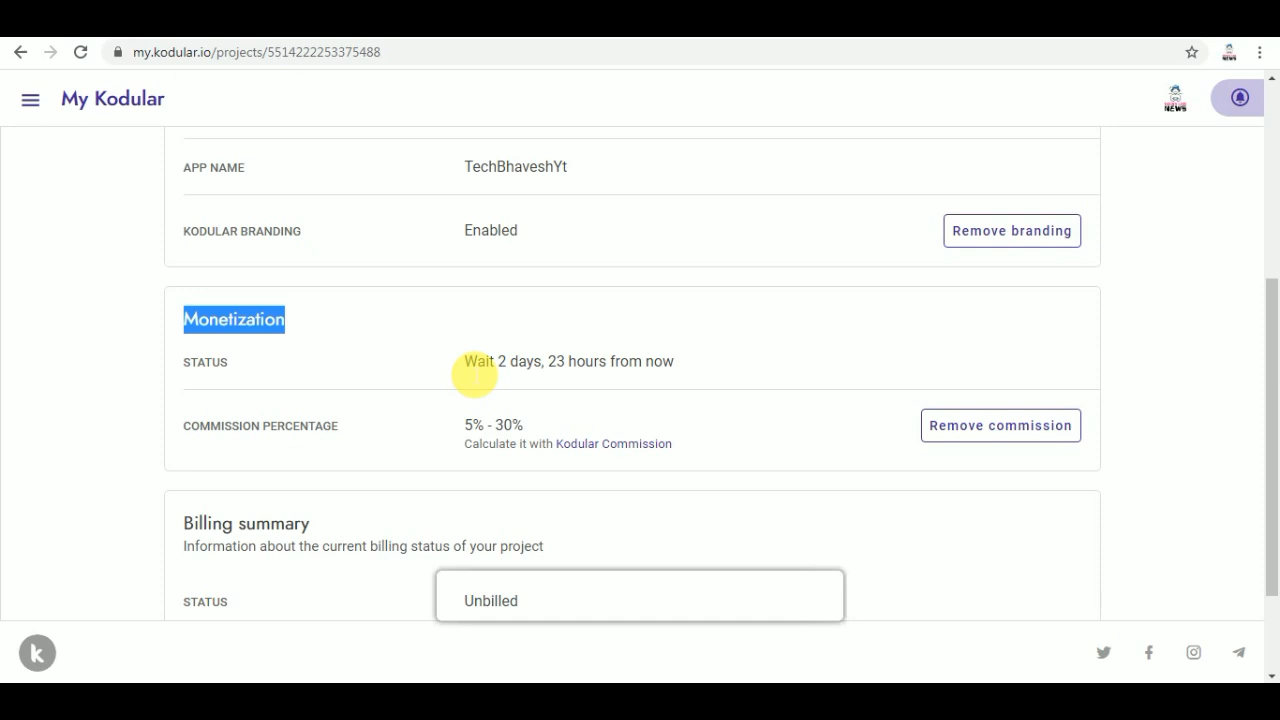 my.kodular.io/projects/5514222253375488
My Kodular
NEWS
APP NAME
TechBhaveshYt
KODULAR BRANDING
Enabled
Remove branding
Monetization
STATUS
Wait 2 days, 23 hours from now
COMMISSION PERCENTAGE
5% - 30%
Remove commission
Calculate it with Kodular Commission
Billing summary
Information about the current billing status of your project
STATUS
Unbilled
k